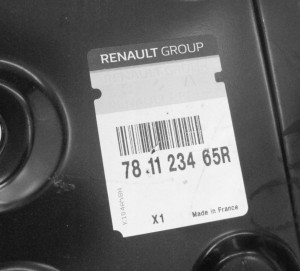 RENAULT GROUP
78 11 234 65R
X1
Made in France